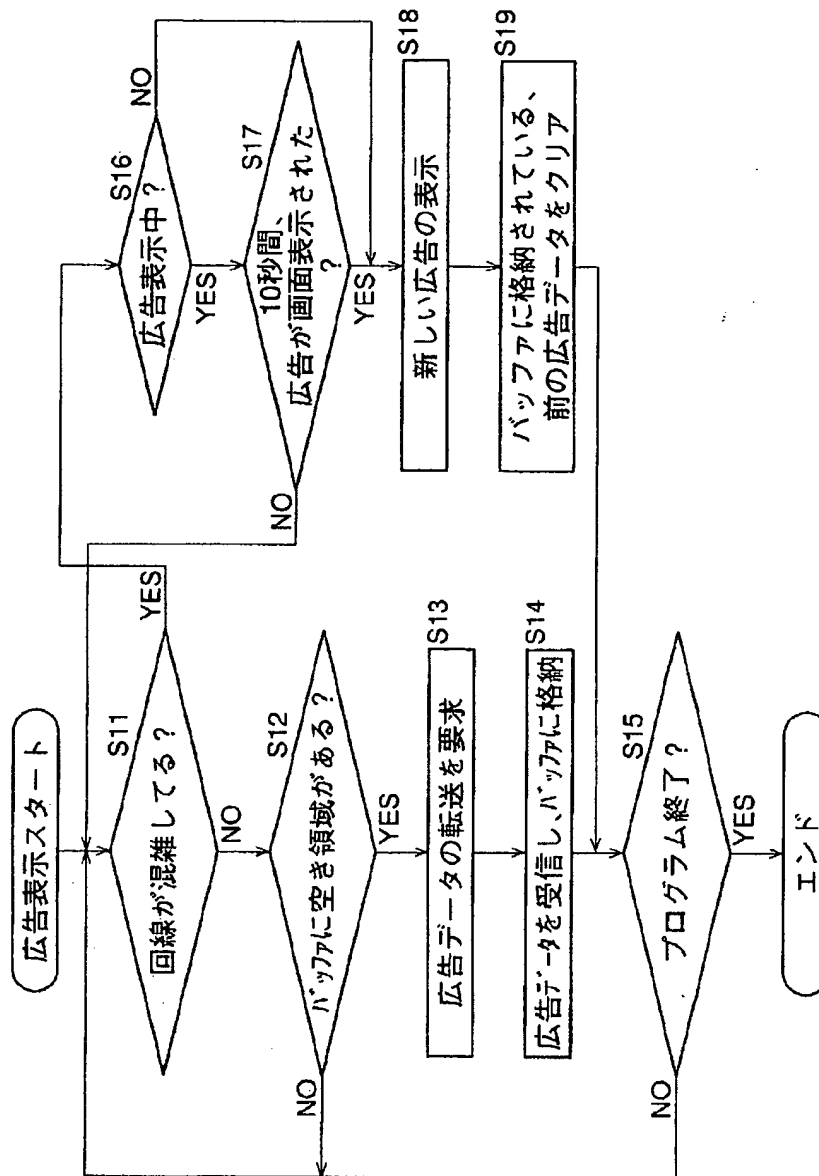 広告表示スタート
S11
回線が混雑してる?
YES
NO
S12
バッファに空き領域がある?
NO
YES
S13
広告データの転送を要求
S14
広告データを受信し、バッファに格納
S15
プログラム終了?
NO
YES
エンド
S16
広告表示中?
NO
YES
S17
10秒間、
広告が画面表示された
?
NO
YES
S18
新しい広告の表示
S19
バッファに格納されている、
前の広告データをクリア